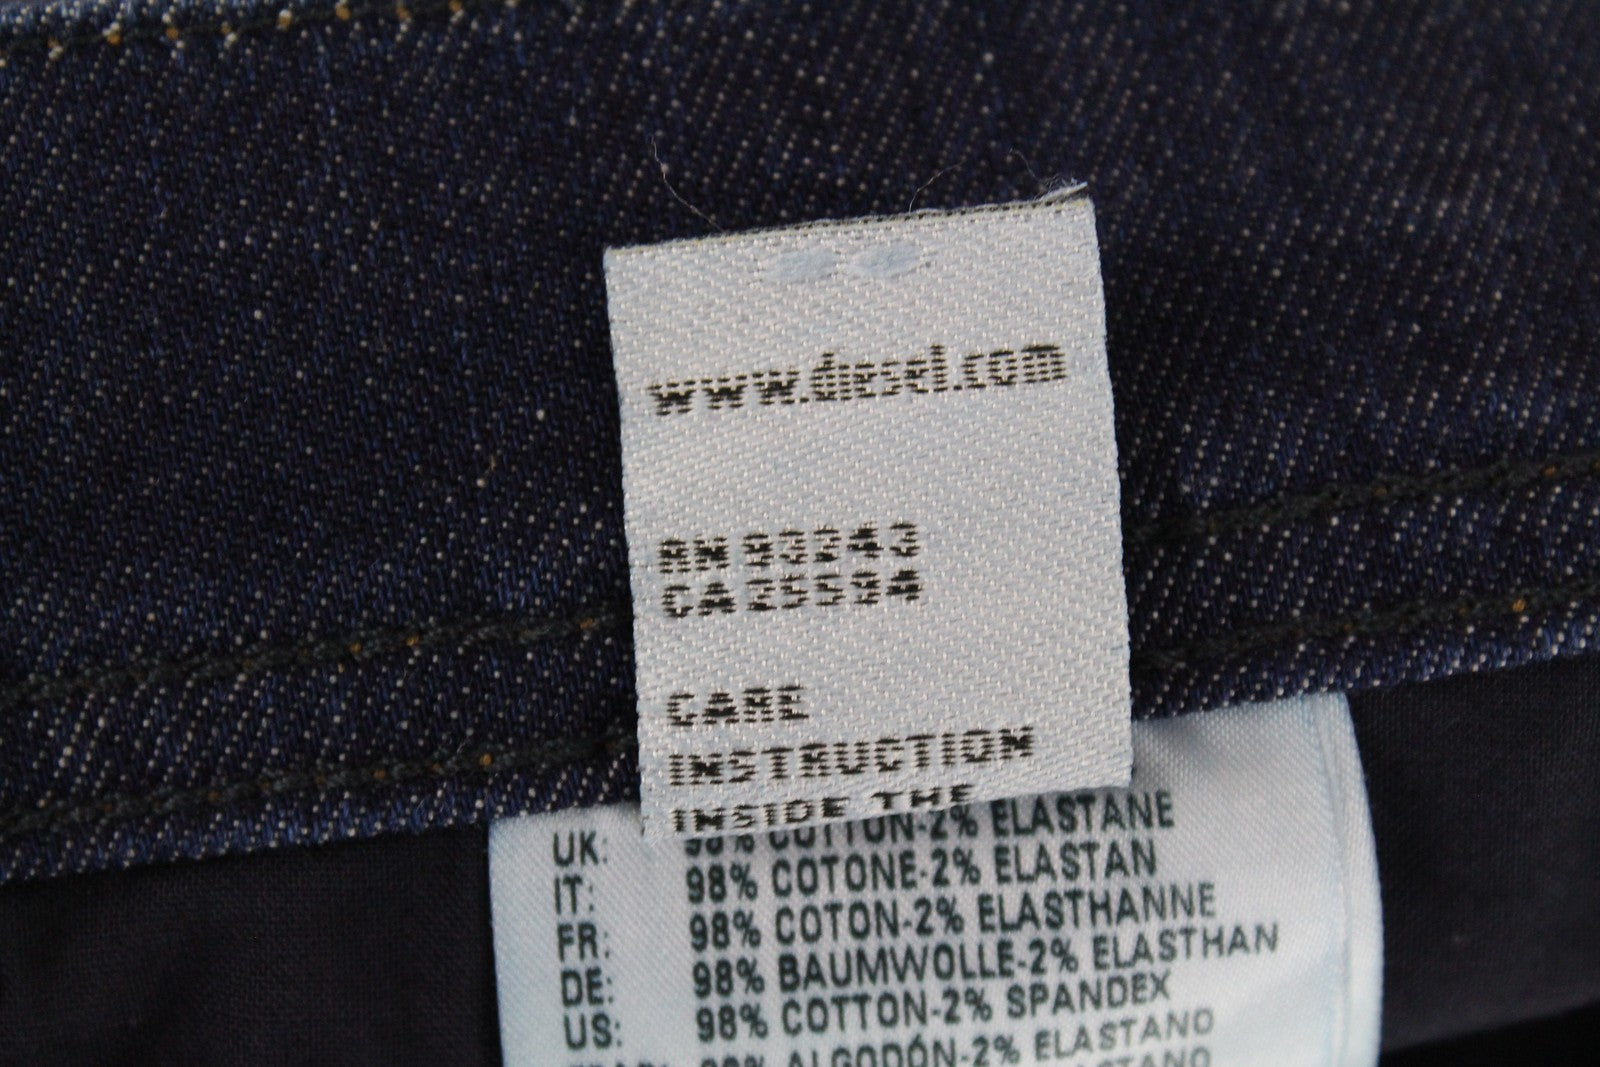 www.diesel.com
RN 93243
CA 25594
CARE
INSTRUCTION
INSIDE THE
UK: 98% COTTON-2% ELASTANE
IT: 98% COTONE-2% ELASTAN
FR: 98% COTON-2% ELASTHANNE
DE: 98% BAUMWOLLE-2% ELASTHAN
US: 98% COTTON-2% SPANDEX
98% ALGODÓN-2% ELASTANO